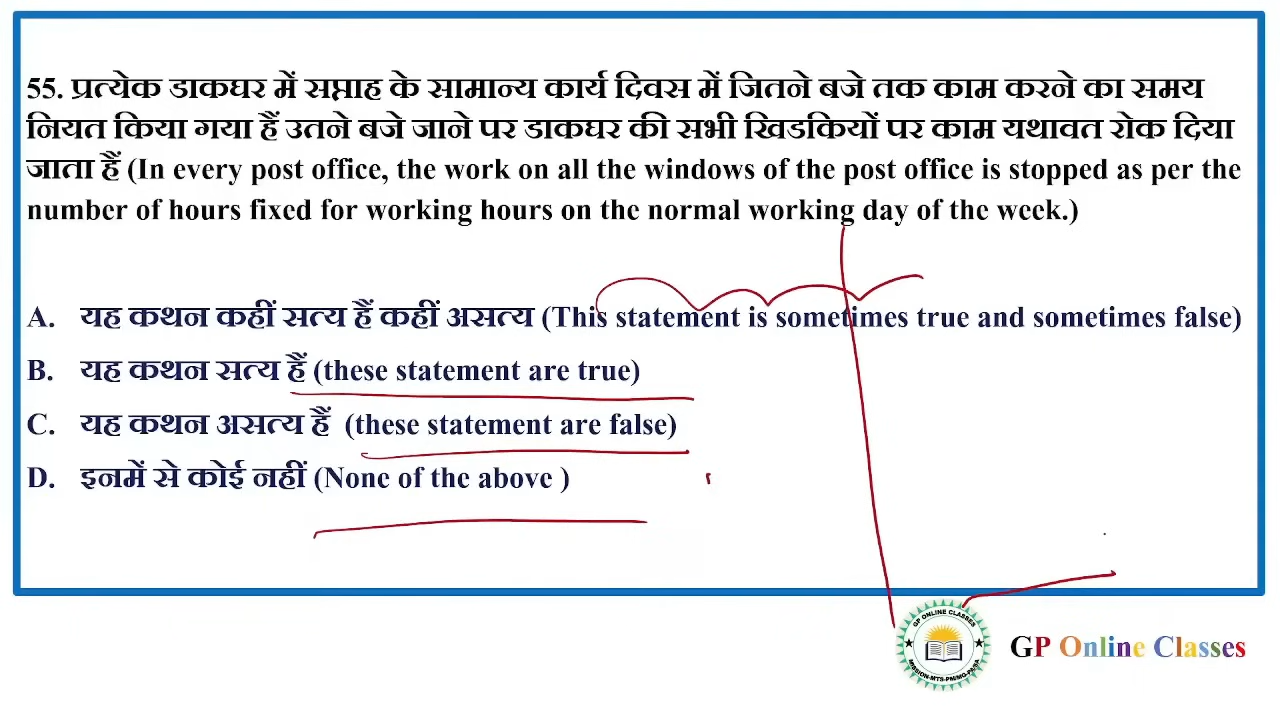 55. प्रत्येक डाकघर में सप्ताह के सामान्य कार्य दिवस में जितने बजे तक काम करने का समय
नियत किया गया हैं उतने बजे जाने पर डाकघर की सभी खिडकियों पर काम यथावत रोक दिया
जाता हैं (In every post office, the work on all the windows of the post office is stopped as per the
number of hours fixed for working hours on the normal working day of the week.)
A. यह कथन कहीं सत्य हैं कहीं असत्य (This statement is sometimes true and sometimes false)
B. यह कथन सत्य हैं (these statement are true)
C. यह कथन असत्य हैं (these statement are false)
D. इनमें से कोई नहीं (None of the above )
GP ONLINE CLASSES
GP Online Classes